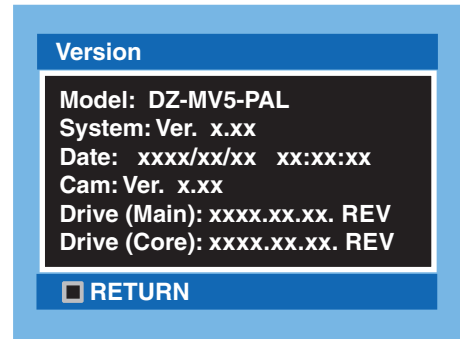 Version
Model: DZ-MV5-PAL
System: Ver. x.xx
Date: xxxx/xx/xx xx:xx:xx
Cam: Ver. x.xx
Drive (Main): xxxx.xx.xx. REV
Drive (Core): xxxx.xx.xx. REV
RETURN